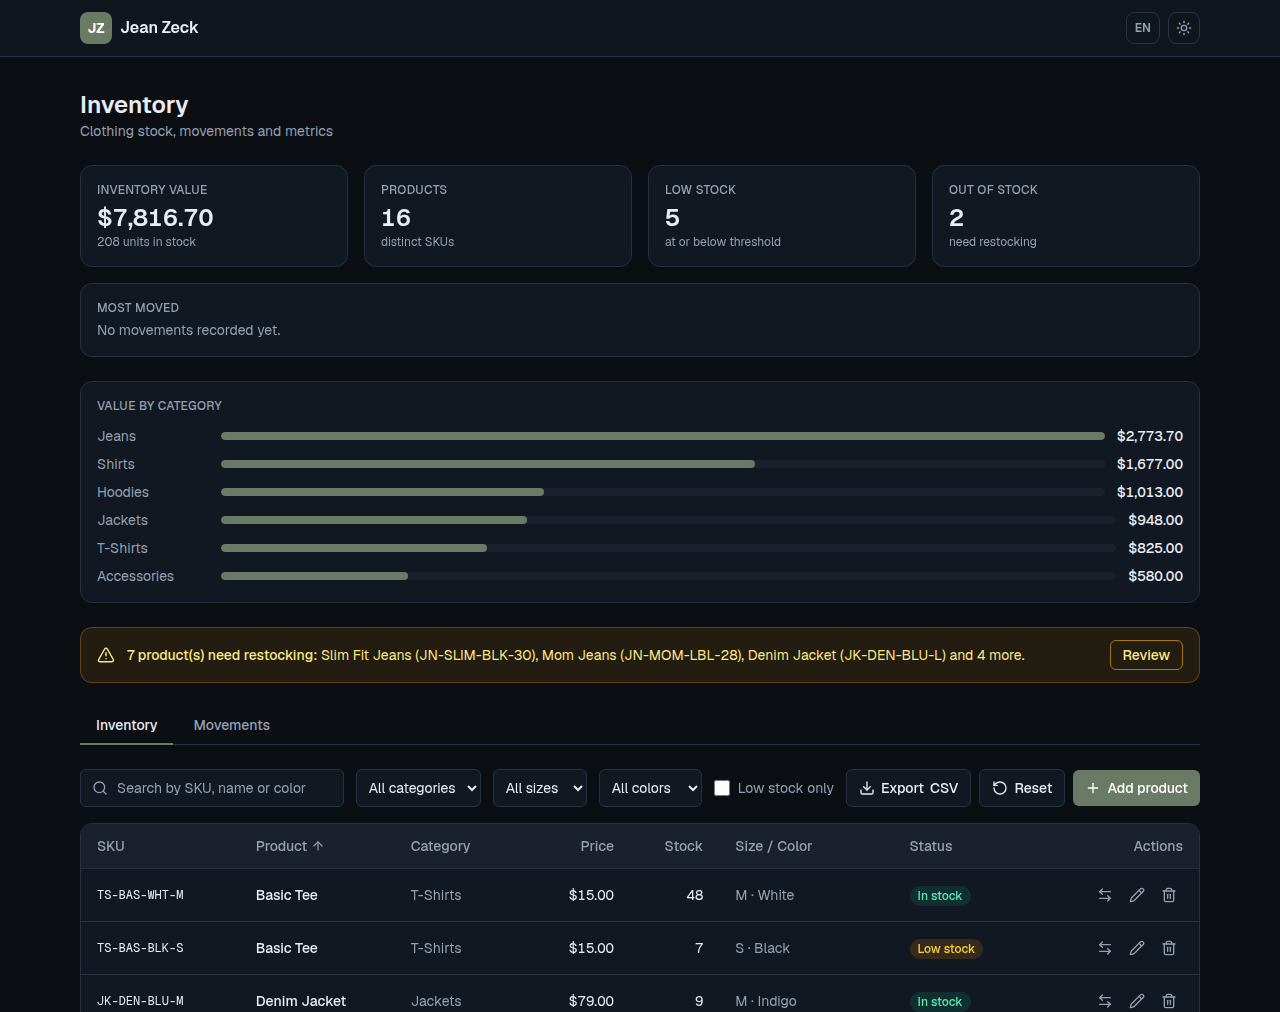 JZ Jean Zeck EN
Inventory
Clothing stock, movements and metrics
INVENTORY VALUE PRODUCTS LOW STOCK OUT OF STOCK
$7,816.70 16 5 2
208 units in stock distinct SKUs at or below threshold need restocking
MOST MOVED
No movements recorded yet.
VALUE BY CATEGORY
Jeans $2,773.70
Shirts $1,677.00
Hoodies $1,013.00
Jackets $948.00
T-Shirts $825.00
Accessories $580.00
7 product(s) need restocking: Slim Fit Jeans (JN-SLIM-BLK-30), Mom Jeans (JN-MOM-LBL-28), Denim Jacket (JK-DEN-BLU-L) and 4 more. Review
Inventory Movements
Search by SKU, name or color All categories All sizes All colors Low stock only Export CSV Reset Add product
SKU Product Category Price Stock Size / Color Status Actions
TS-BAS-WHT-M Basic Tee T-Shirts $15.00 48 M · White In stock
TS-BAS-BLK-S Basic Tee T-Shirts $15.00 7 S · Black Low stock
JK-DEN-BLU-M Denim Jacket Jackets $79.00 9 M · Indigo In stock